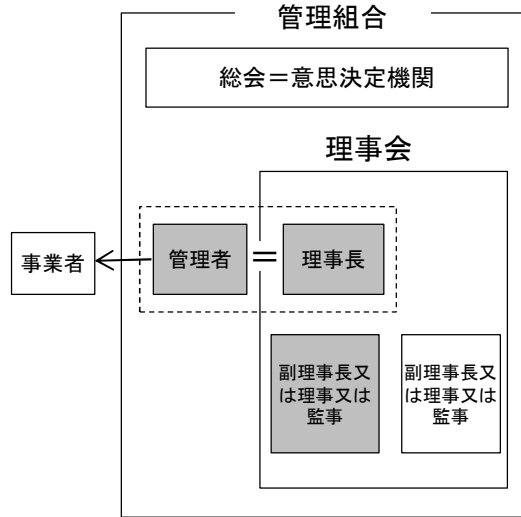 管理組合
総会＝意思決定機関
理事会
事業者
管理者
＝
理事長
副理事長又
は理事又は
監事
副理事長又
は理事又は
監事